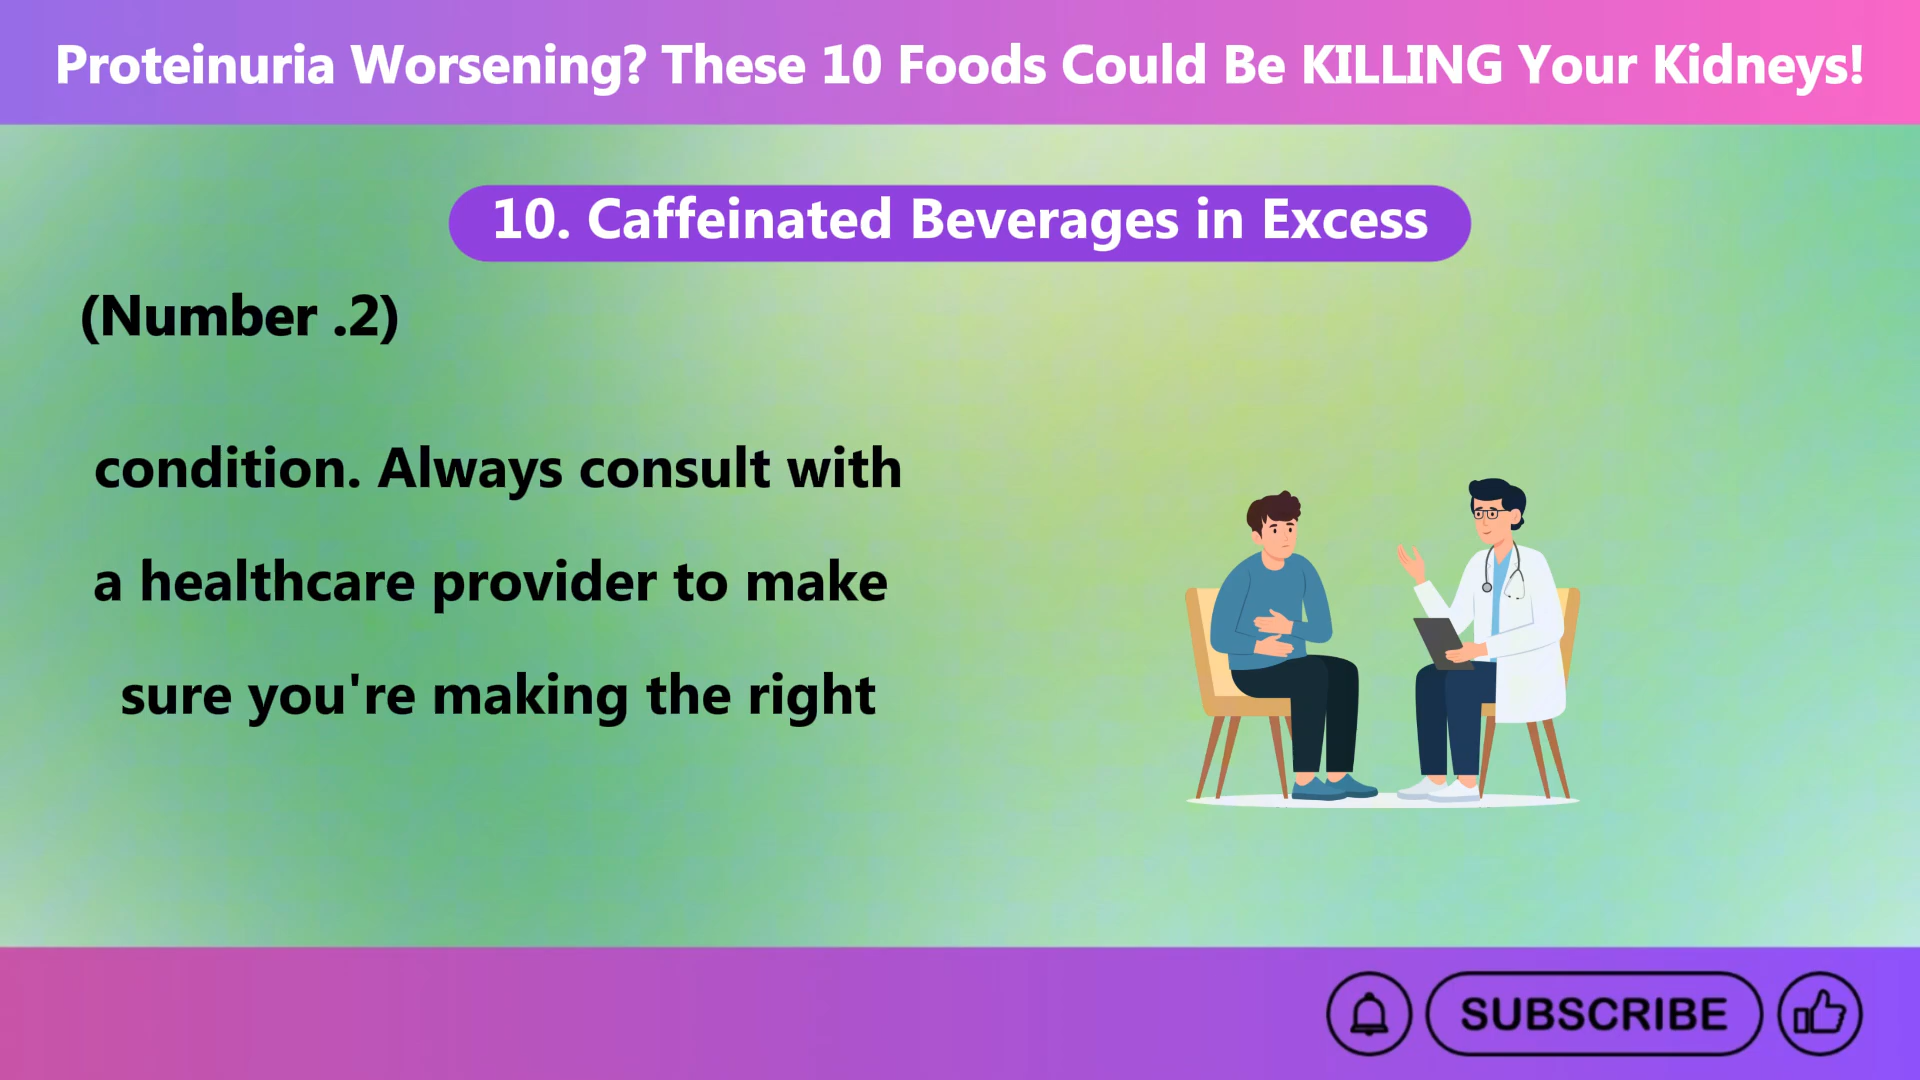 Proteinuria Worsening? These 10 Foods Could Be KILLING Your Kidneys!
10. Caffeinated Beverages in Excess
(Number .2)
condition. Always consult with
a healthcare provider to make
sure you're making the right
SUBSCRIBE